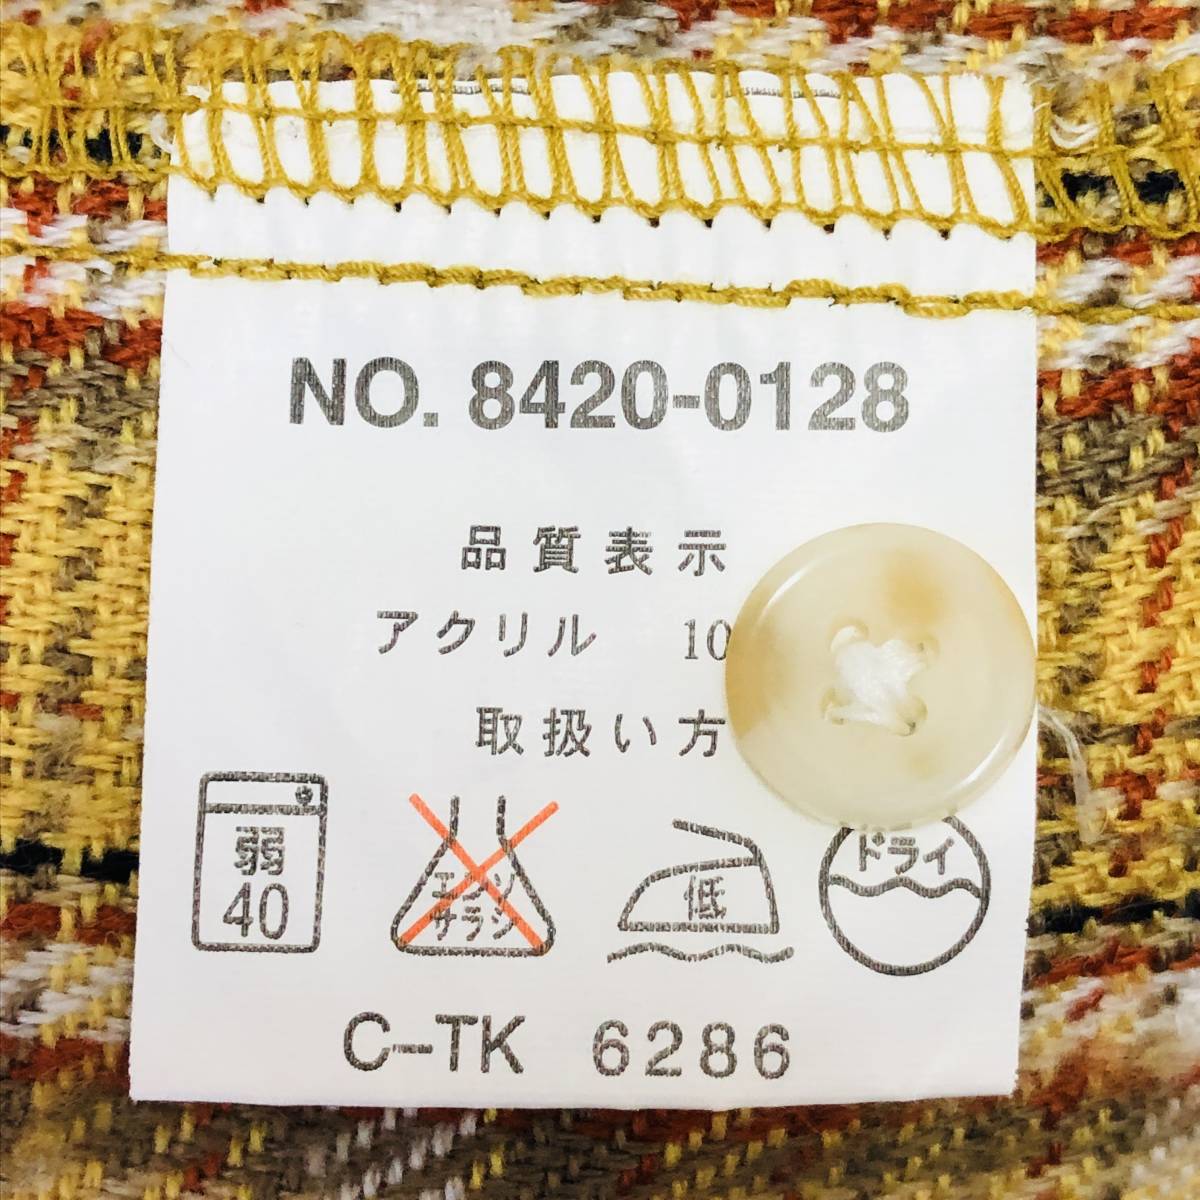 NO. 8420-0128
品質表示
アクリル 10
取扱い方
弱
40
エンソ
サラシ
低
ドライ
C-TK 6286